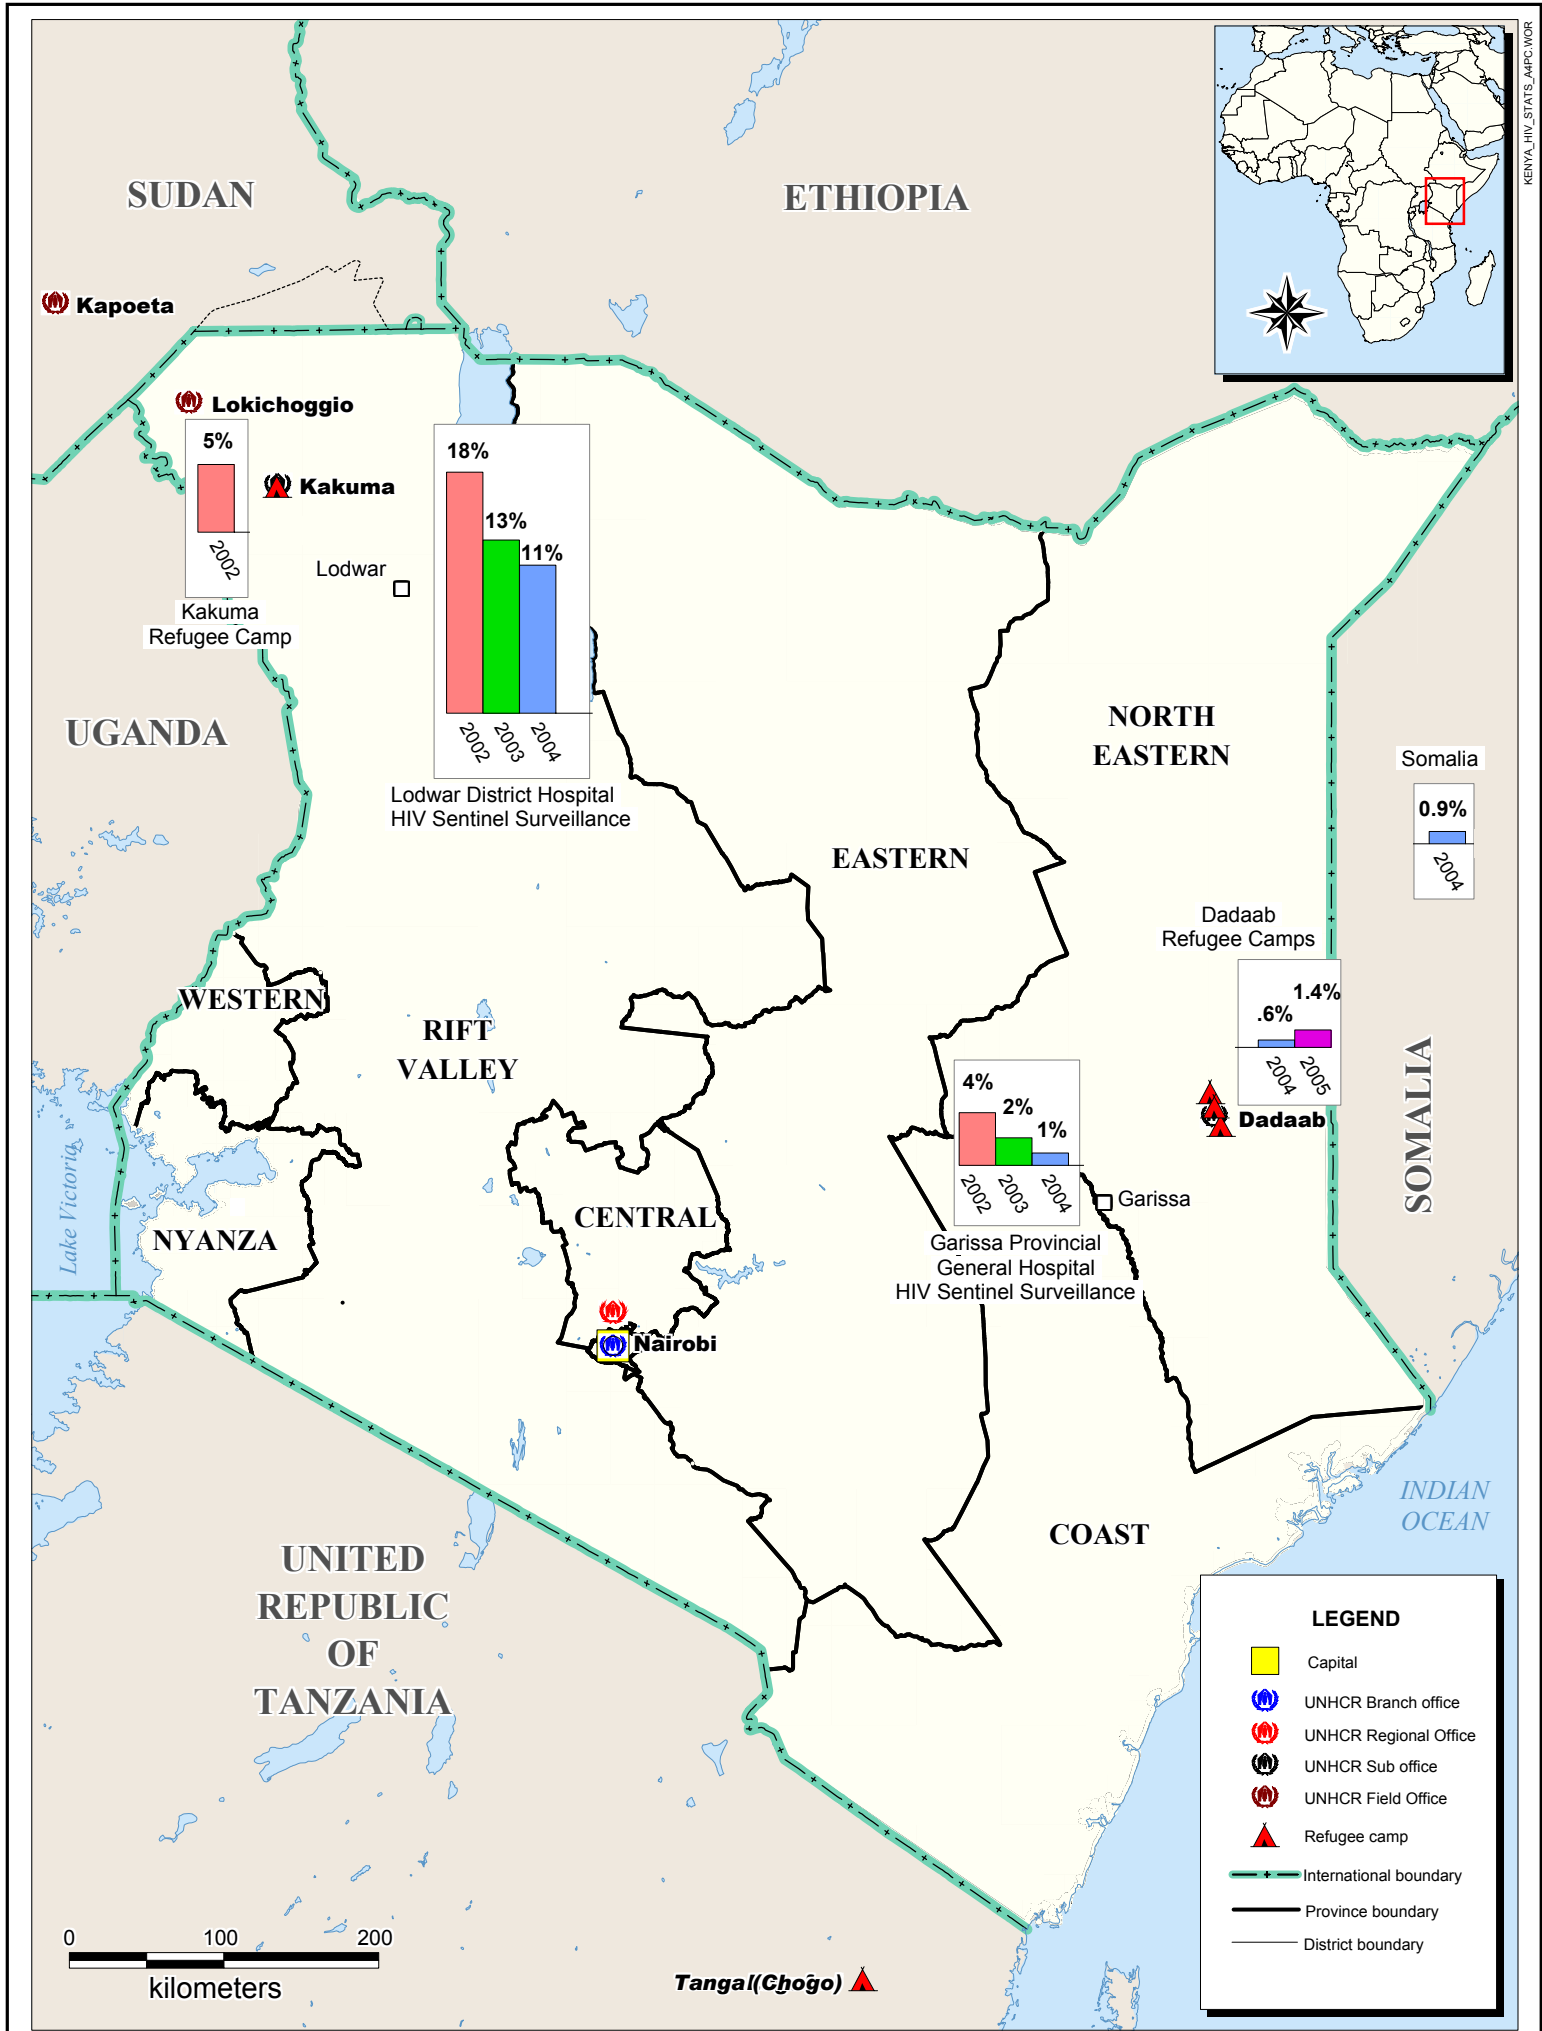 KENYA_HIV_STATS_A4PC.WOR
SUDAN
ETHIOPIA
Kapoeta
Lokichoggio
5%
2002
Kakuma
Refugee Camp
Kakuma
Lodwar
18%
13%
11%
2002
2003
2004
Lodwar District Hospital
HIV Sentinel Surveillance
UGANDA
NORTH
EASTERN
Somalia
0.9%
2004
EASTERN
Dadaab
Refugee Camps
.6%
1.4%
2004
2005
Dadaab
WESTERN
RIFT
VALLEY
4%
2%
1%
2002
2003
2004
Garissa
Garissa Provincial
General Hospital
HIV Sentinel Surveillance
SOMALIA
Lake Victoria
NYANZA
CENTRAL
Nairobi
COAST
INDIAN
OCEAN
UNITED
REPUBLIC
OF
TANZANIA
LEGEND
Capital
UNHCR Branch office
UNHCR Regional Office
UNHCR Sub office
UNHCR Field Office
Refugee camp
International boundary
Province boundary
District boundary
0 100 200
kilometers
(Chogo)